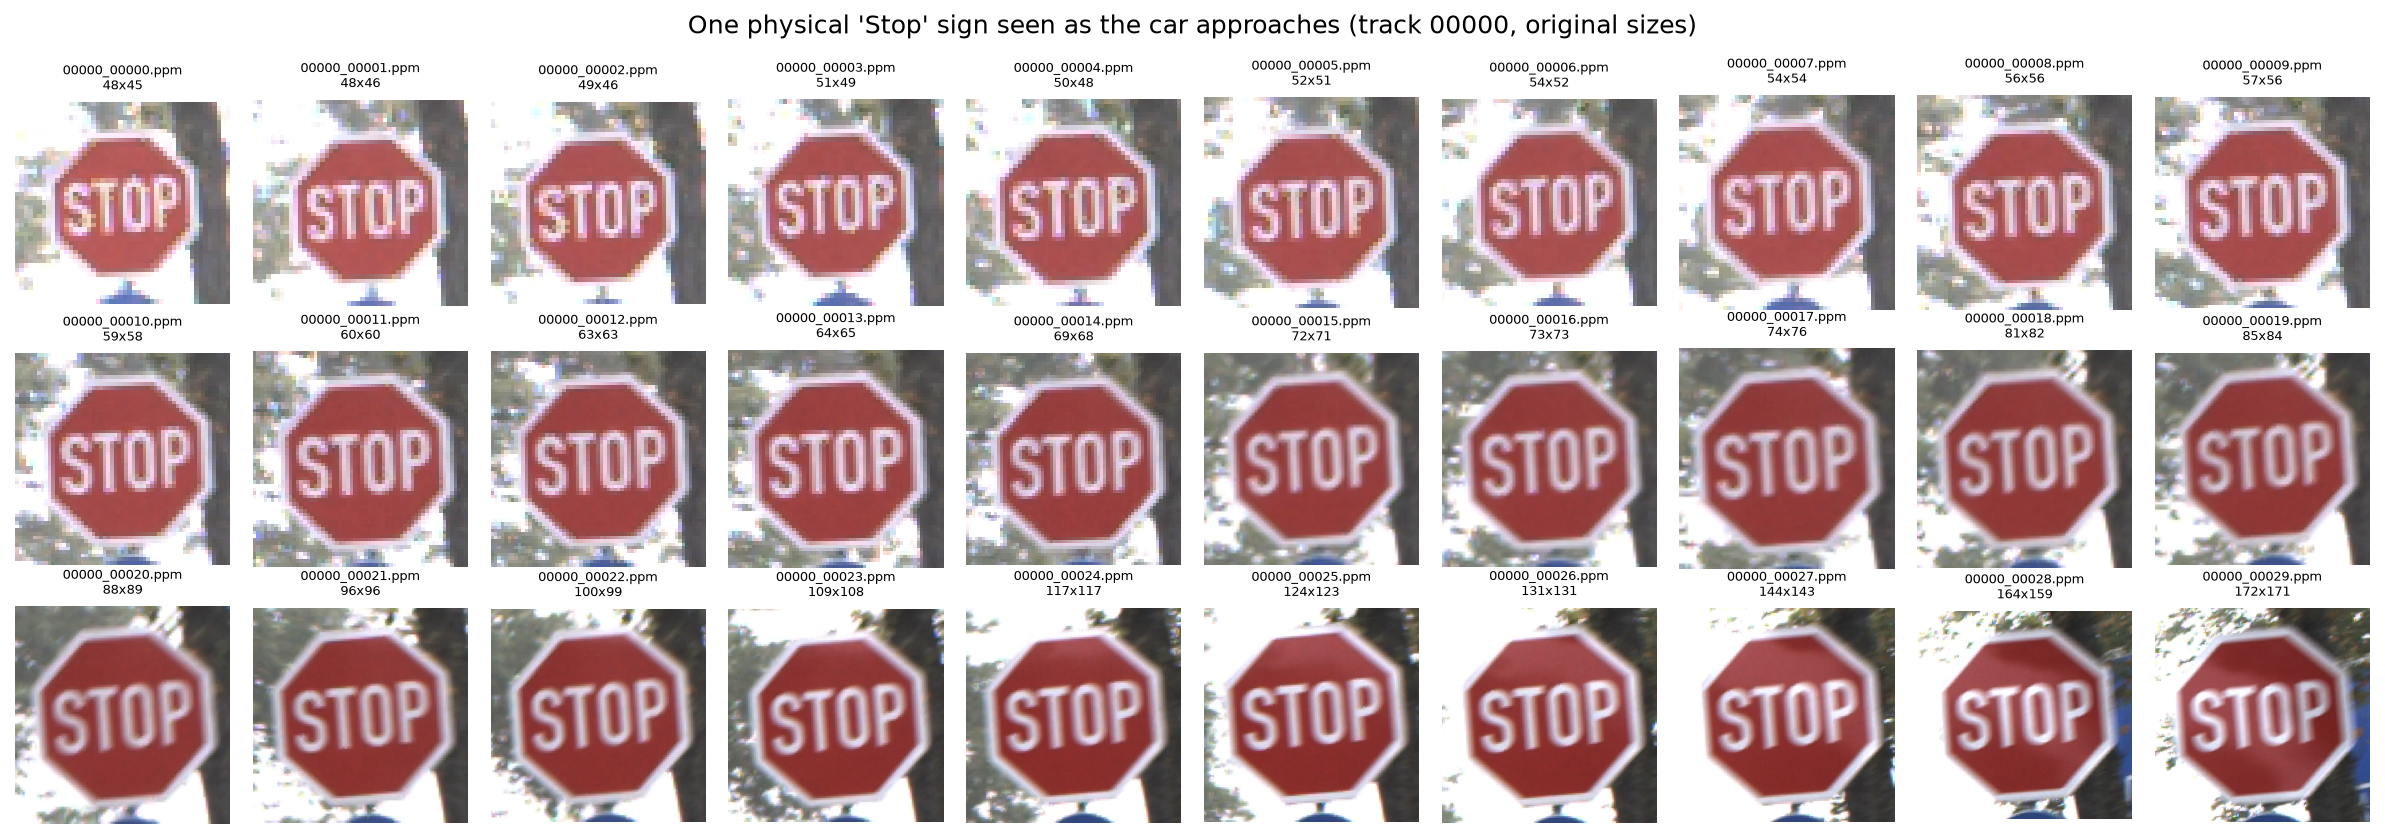 One physical 'Stop' sign seen as the car approaches (track 00000, original sizes)
00000_00000.ppm
48x45
STOP
00000_00001.ppm
48x46
STOP
00000_00002.ppm
49x46
STOP
00000_00003.ppm
51x49
STOP
00000_00004.ppm
50x48
STOP
00000_00005.ppm
52x51
STOP
00000_00006.ppm
54x52
STOP
00000_00007.ppm
54x54
STOP
00000_00008.ppm
56x56
STOP
00000_00009.ppm
57x56
STOP
00000_00010.ppm
59x58
STOP
00000_00011.ppm
60x60
STOP
00000_00012.ppm
63x63
STOP
00000_00013.ppm
64x65
STOP
00000_00014.ppm
69x68
STOP
00000_00015.ppm
72x71
STOP
00000_00016.ppm
73x73
STOP
00000_00017.ppm
74x76
STOP
00000_00018.ppm
81x82
STOP
00000_00019.ppm
85x84
STOP
00000_00020.ppm
88x89
STOP
00000_00021.ppm
96x96
STOP
00000_00022.ppm
100x99
STOP
00000_00023.ppm
109x108
STOP
00000_00024.ppm
117x117
STOP
00000_00025.ppm
124x123
STOP
00000_00026.ppm
131x131
STOP
00000_00027.ppm
144x143
STOP
00000_00028.ppm
164x159
STOP
00000_00029.ppm
172x171
STOP